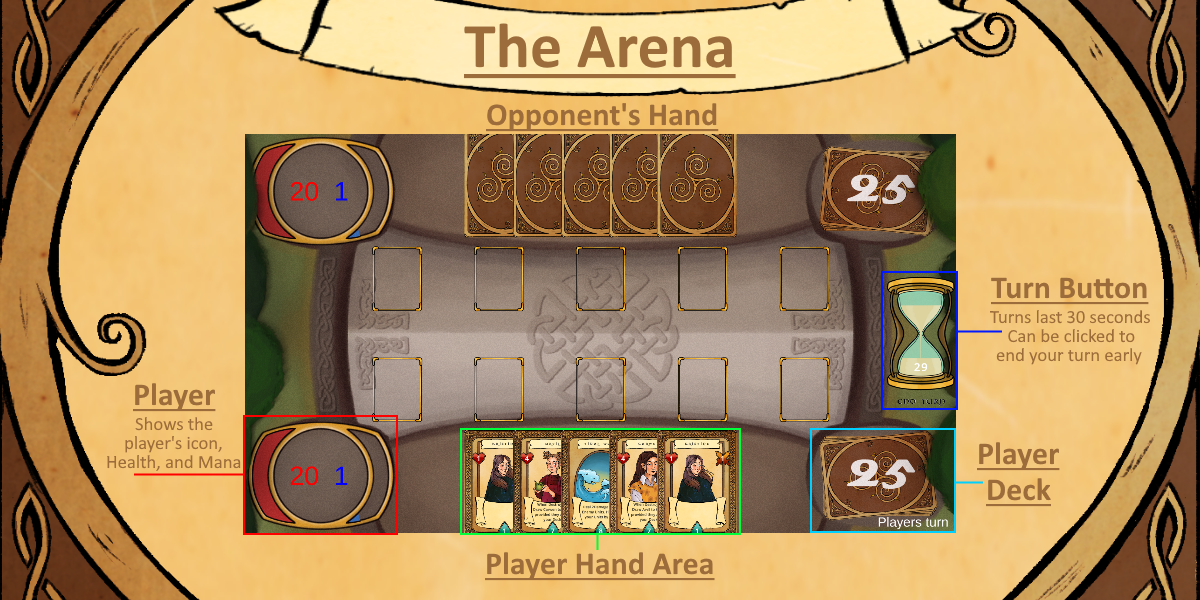 The Arena
Opponent's Hand
20 1
25
Turn Button
Turns last 30 seconds
Can be clicked to
end your turn early
29
END TURN
Player
Shows the
player's icon,
Health, and Mana
20 1
25
Players turn
Player
Deck
Player Hand Area